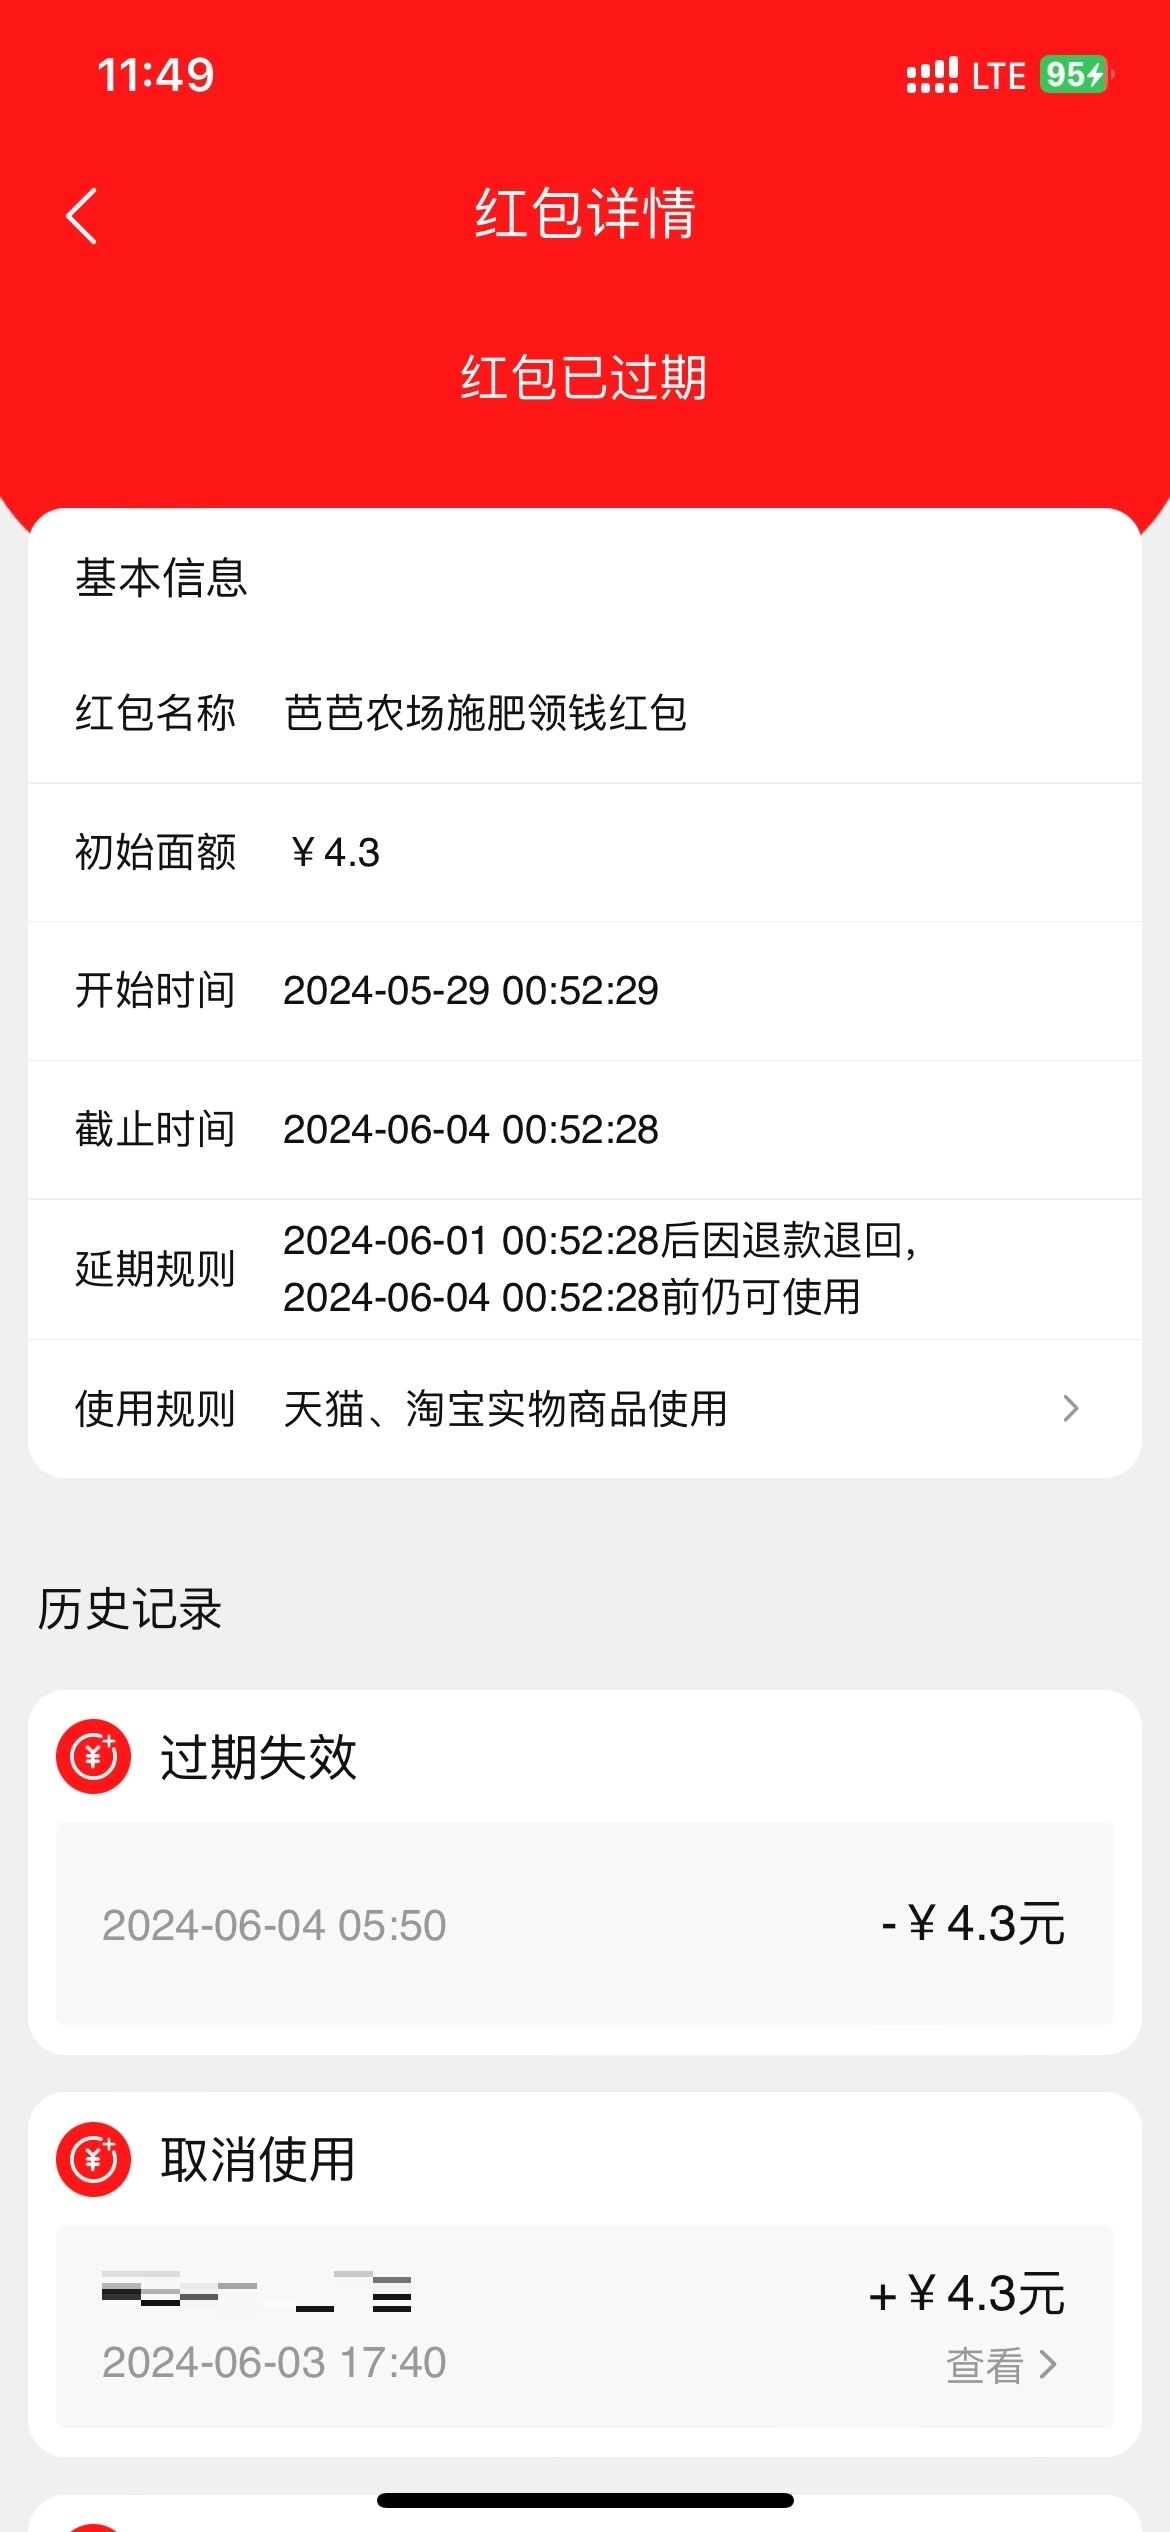 11:49
LTE 95
红包详情
红包已过期
基本信息
红包名称 芭芭农场施肥领钱红包
初始面额 ￥4.3
开始时间 2024-05-29 00:52:29
截止时间 2024-06-04 00:52:28
延期规则 2024-06-01 00:52:28后因退款退回，
2024-06-04 00:52:28前仍可使用
使用规则 天猫、淘宝实物商品使用
历史记录
过期失效
2024-06-04 05:50 -￥4.3元
取消使用
+￥4.3元
2024-06-03 17:40 查看